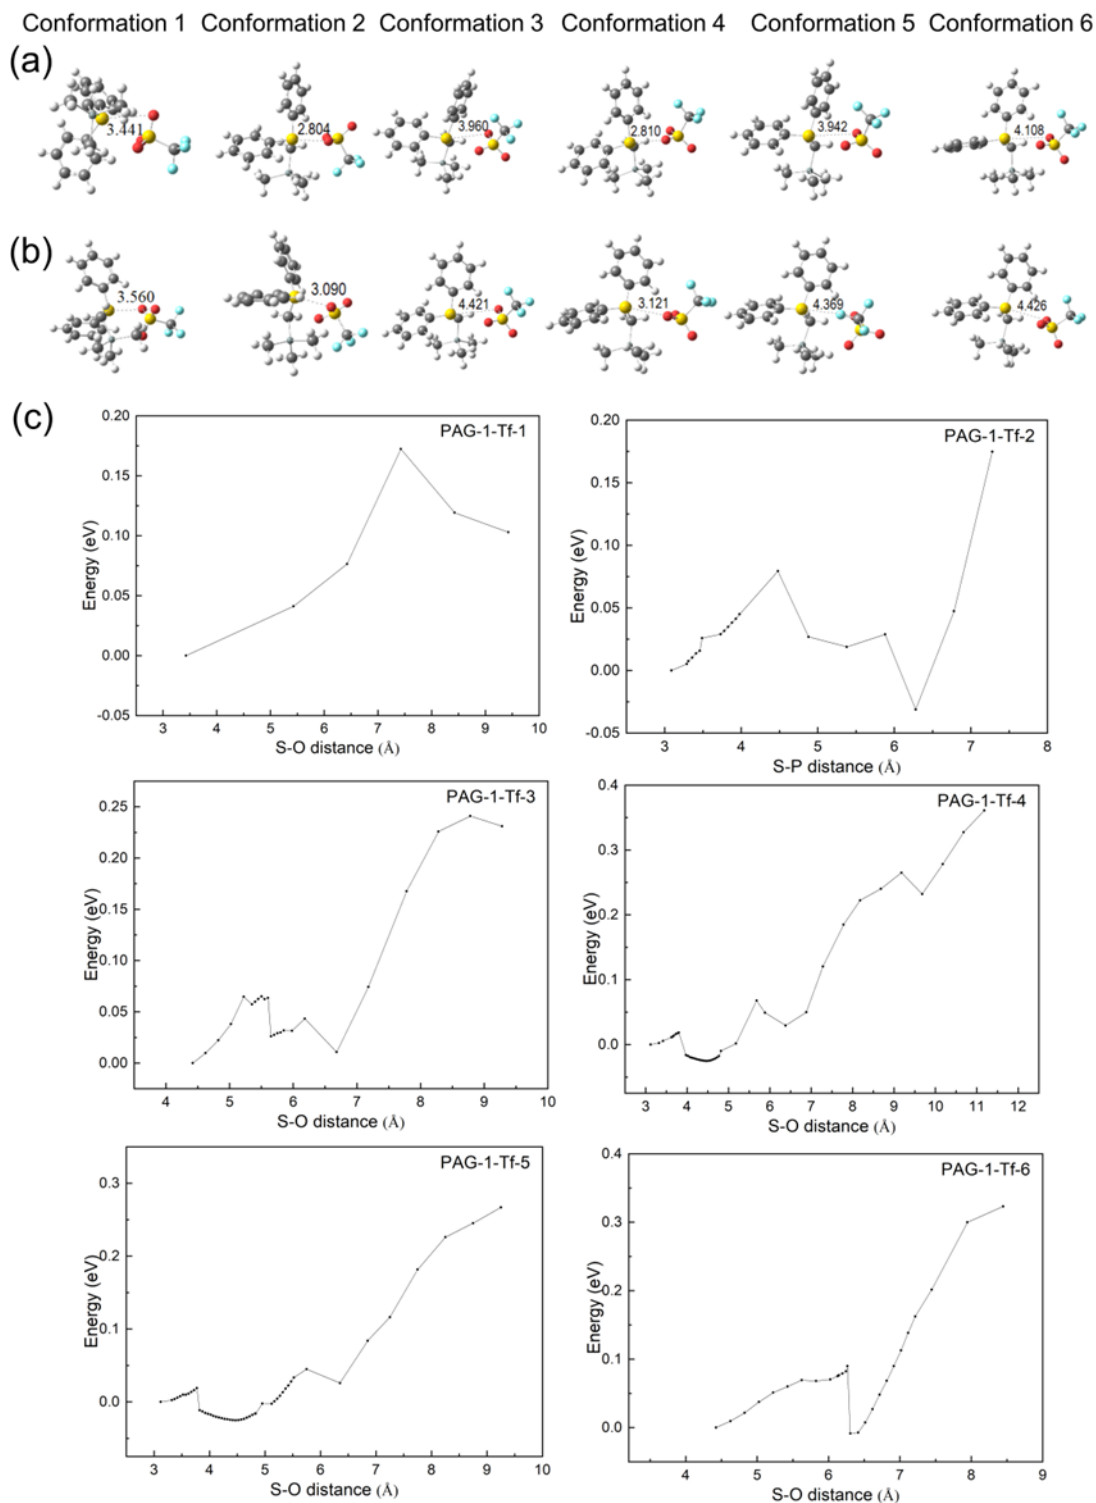 Conformation 1 Conformation 2 Conformation 3 Conformation 4 Conformation 5 Conformation 6
(a)
3.441 2.804 3.960 2.810 3.942 4.108
(b)
3.560 3.090 4.421 3.121 4.369 4.426
(c)
PAG-1-Tf-1
Energy (eV)
0.20
0.15
0.10
0.05
0.00
-0.05
3 4 5 6 7 8 9 10
S-O distance (Å)
PAG-1-Tf-2
Energy (eV)
0.20
0.15
0.10
0.05
0.00
-0.05
3 4 5 6 7 8
S-P distance (Å)
PAG-1-Tf-3
Energy (eV)
0.25
0.20
0.15
0.10
0.05
0.00
4 5 6 7 8 9 10
S-O distance (Å)
PAG-1-Tf-4
Energy (eV)
0.4
0.3
0.2
0.1
0.0
3 4 5 6 7 8 9 10 11 12
S-O distance (Å)
PAG-1-Tf-5
Energy (eV)
0.3
0.2
0.1
0.0
3 4 5 6 7 8 9 10
S-O distance (Å)
PAG-1-Tf-6
Energy (eV)
0.4
0.3
0.2
0.1
0.0
4 5 6 7 8 9
S-O distance (Å)